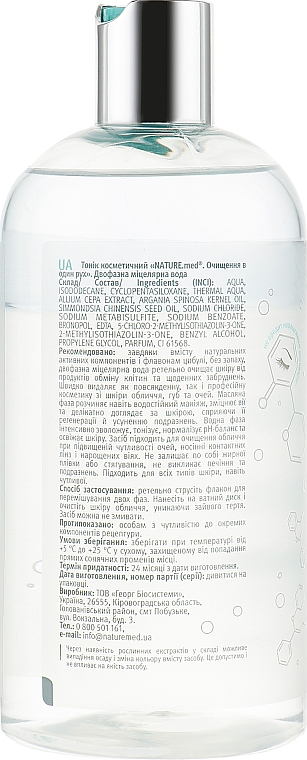 UA Тонік косметичний «NATURE.med®. Очищення в
один рух». Двофазна міцелярна вода
Склад/ Состав/ Ingredients (INCI): AQUA,
ISODODECANE, CYCLOPENTASILOXANE, THERMAL AQUA,
ALLIUM CEPA EXTRACT, ARGANIA SPINOSA KERNEL OIL,
SIMMONDSIA CHINENSIS SEED OIL, SODIUM CHLORIDE,
SODIUM METABISULFITE, SODIUM BENZOATE,
BRONOPOL, EDTA, 5-CHLORO-2-METHYLISOTHIAZOLIN-3-ONE,
2-METHYLISOTHIAZOLIN-3-ONE, BENZYL ALCOHOL,
PROPYLENE GLYCOL, PARFUM, CI 61568.
Рекомендовано: завдяки вмісту натуральних
активних компонентів і флавонам цибулі, без запаху,
двофазна міцелярна вода ретельно очищає шкіру від
продуктів обміну клітин та щоденних забруднень.
Швидко видаляє як повсякденну, так і професійну
косметику зі шкіри обличчя, губ та очей. Масляна
фаза розчиняє навіть водостійкий макіяж, зміцнює вії
та делікатно доглядає за шкірою, сприяючи її
регенерації й усуненню подразнень. Водна фаза
інтенсивно зволожує, тонізує, нормалізує pH-баланс та
освіжає шкіру. Засіб підходить для очищення обличчя
при підвищеній чутливості очей, носінні контактних
лінз і нарощених віях. Не залишає по собі жирної
плівки або стягування, не викликає печіння та
подразнень. Підходить для всіх типів шкіри, навіть
сухої.
Спосіб застосування: ретельно струсіть флакон для
перемішування двох фаз. Нанесіть на ватний диск і
очистіть шкіру обличчя, уникаючи зайвого тертя.
Засіб можна не змивати.
Протипоказано: особам з чутливістю до окремих
компонентів рецептури.
Умови зберігання: зберігати при температурі від
+5 °С до +25 °С у сухому, захищеному від попадання
прямих сонячних променів місці.
Термін придатності: 24 місяці з дати виготовлення.
Дата виготовлення, номер партії (серії): дивитися на
упаковці.
Виробник: ТОВ «Георг Біосистеми»,
Україна, 26555, Кіровоградська область,
Голованівський район, смт Побузьке,
вул. Вокзальна, буд. 3.
Тел.: 0 800 501 161,
e-mail: info@naturemed.ua
Через наявність рослинних екстрактів у складі можливе
випадіння осаду і зміна кольору вмісту засобу. Це допустимо і
не впливає на якість засобу.